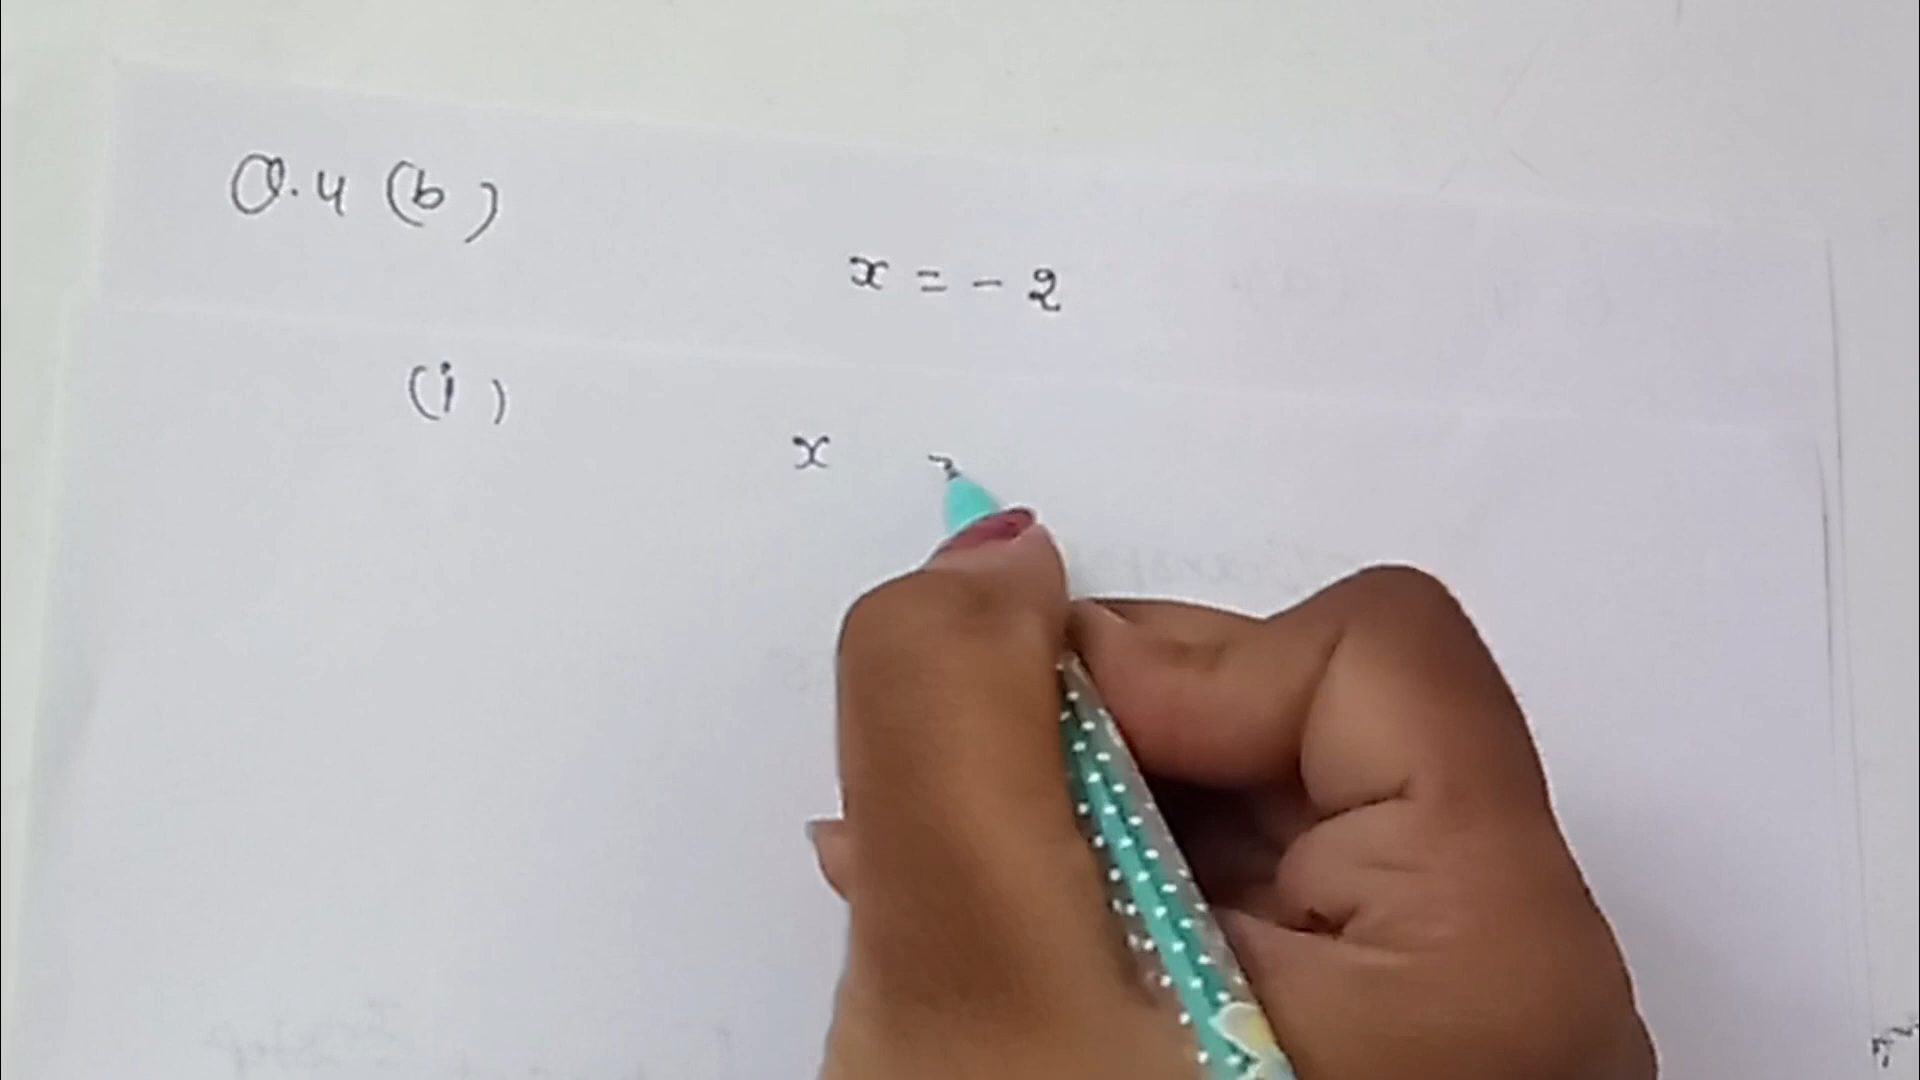 Q.4 (b)
x = - 2
(i)
x